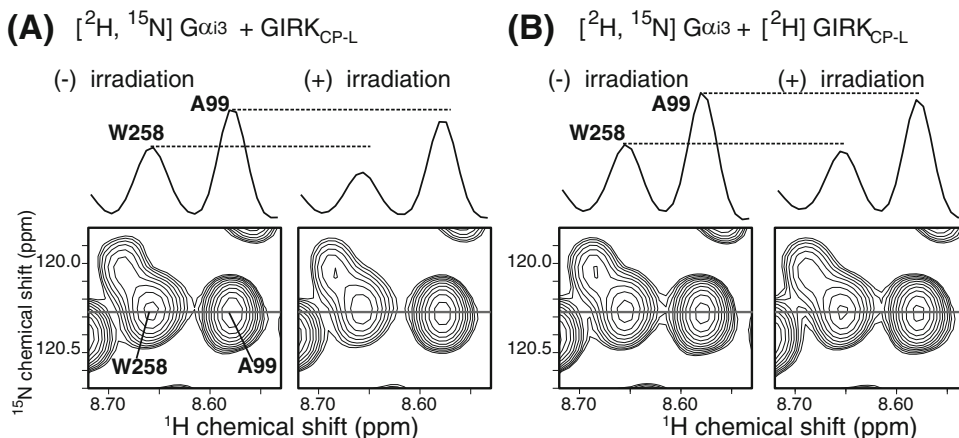 (A) [²H, ¹⁵N] Gαi3 + GIRK_CP-L
(-) irradiation (+) irradiation
A99
W258
¹⁵N chemical shift (ppm)
120.0
120.5
W258 A99
8.70 8.60 8.70 8.60
¹H chemical shift (ppm)
(B) [²H, ¹⁵N] Gαi3 + [²H] GIRK_CP-L
(-) irradiation (+) irradiation
A99
W258
120.0
120.5
8.70 8.60 8.70 8.60
¹H chemical shift (ppm)